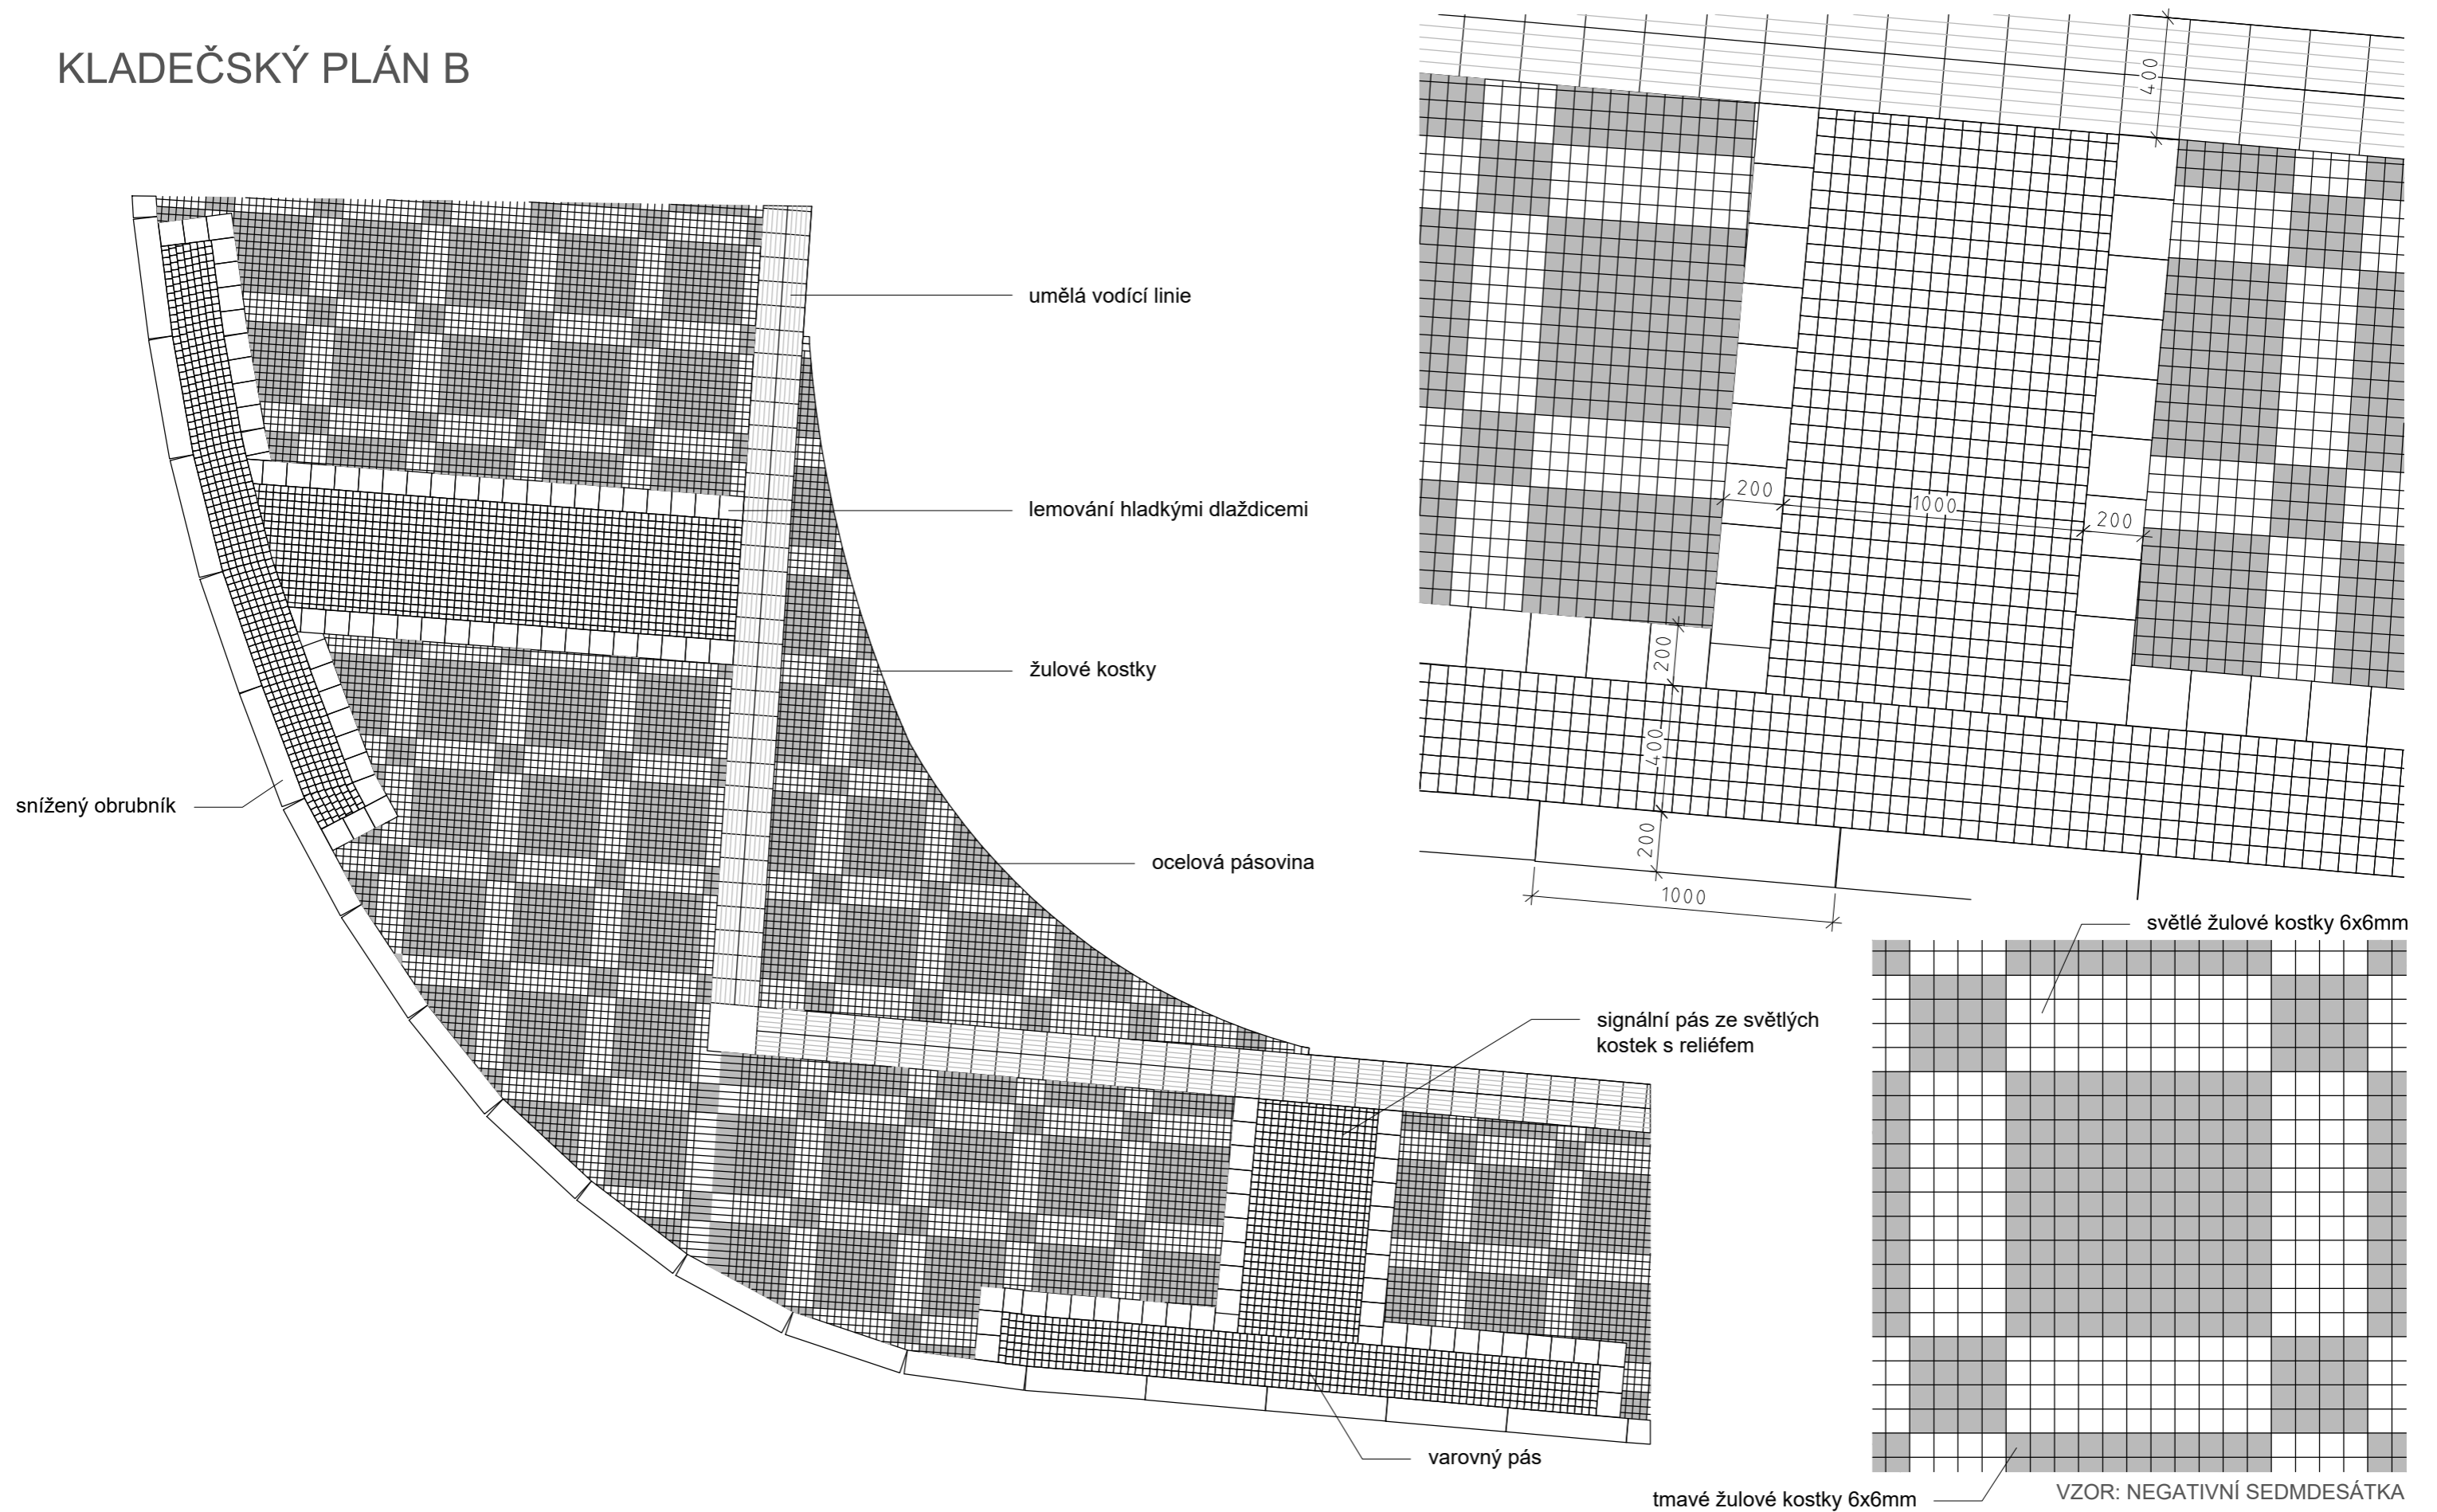 KLADEČSKÝ PLÁN B
400
umělá vodící linie
200
1000
200
lemování hladkými dlaždicemi
žulové kostky
200
400
snížený obrubník
200
ocelová pásovina
1000
světlé žulové kostky 6x6mm
signální pás ze světlých
kostek s reliéfem
varovný pás
tmavé žulové kostky 6x6mm
VZOR: NEGATIVNÍ SEDMDESÁTKA